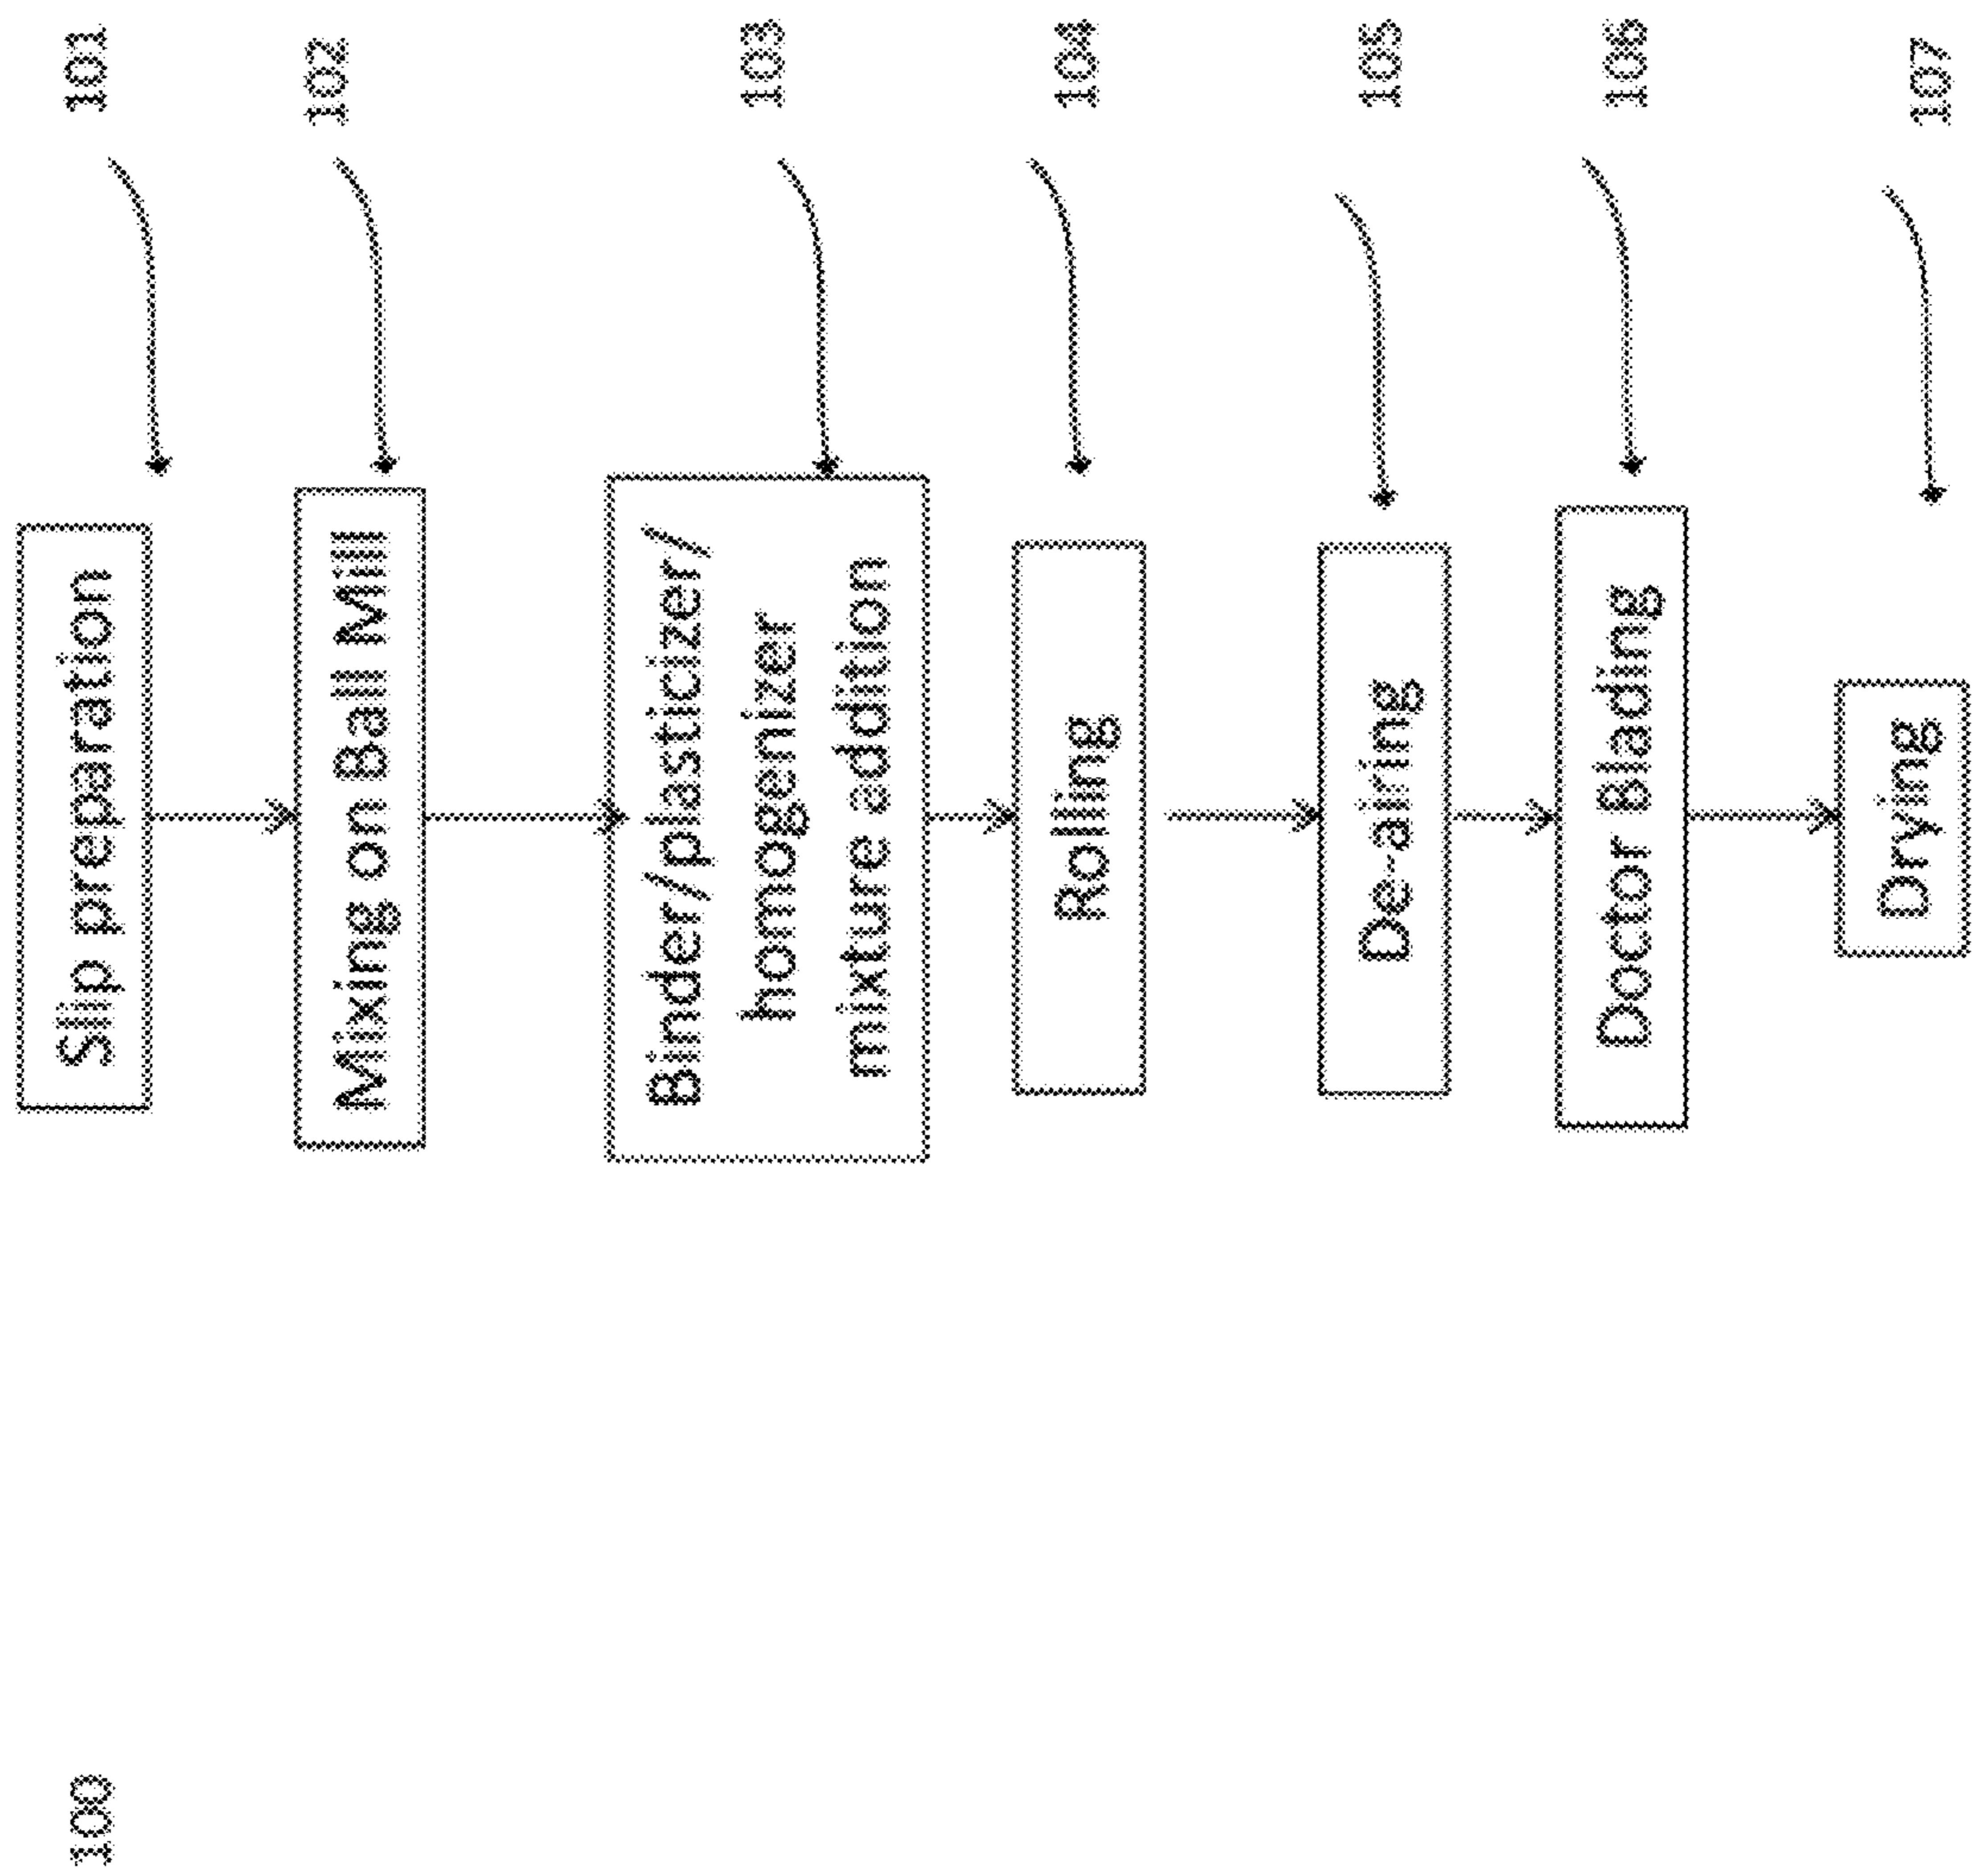 100
Slip preparation
101
Mixing on Ball Mill
102
Binder/plasticizer/
homogenizer
mixture addition
103
Rolling
104
De-airing
105
Doctor Blading
106
Drying
107